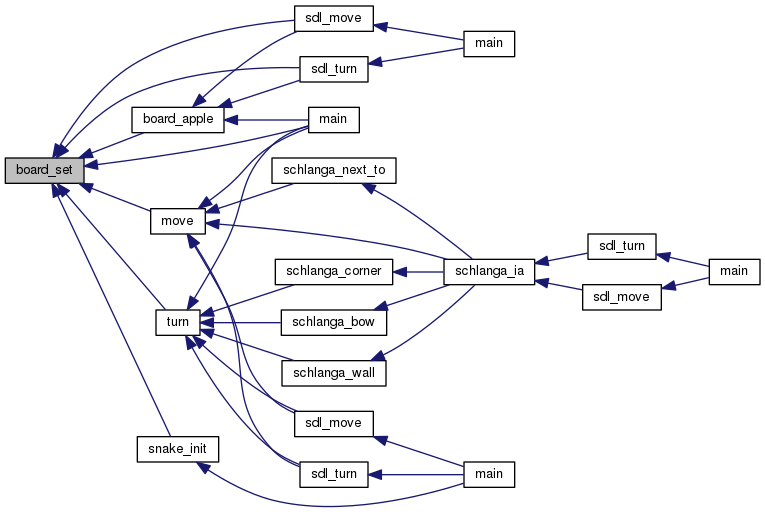 sdl_move
main
sdl_turn
board_apple
main
board_set
schlanga_next_to
move
sdl_turn
schlanga_corner
schlanga_ia
main
sdl_move
turn
schlanga_bow
schlanga_wall
sdl_move
snake_init
sdl_turn
main